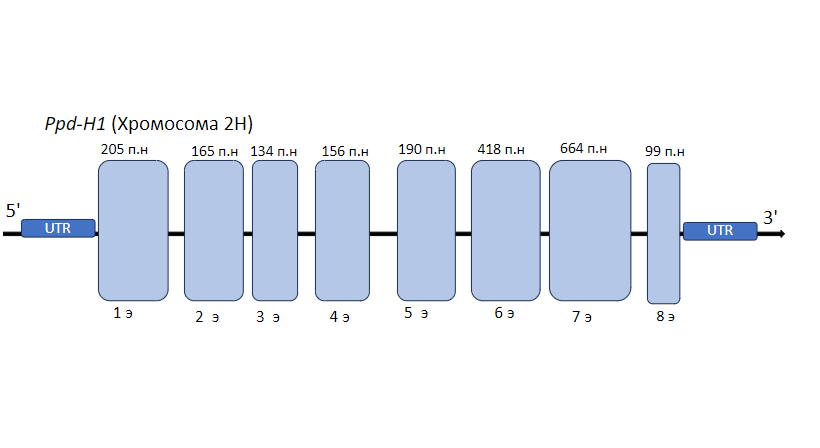 Ppd-H1 (Хромосома 2H)
205 п.н 165 п.н 134 п.н 156 п.н 190 п.н 418 п.н 664 п.н 99 п.н
5' 3'
UTR UTR
1 э 2 э 3 э 4 э 5 э 6 э 7 э 8 э